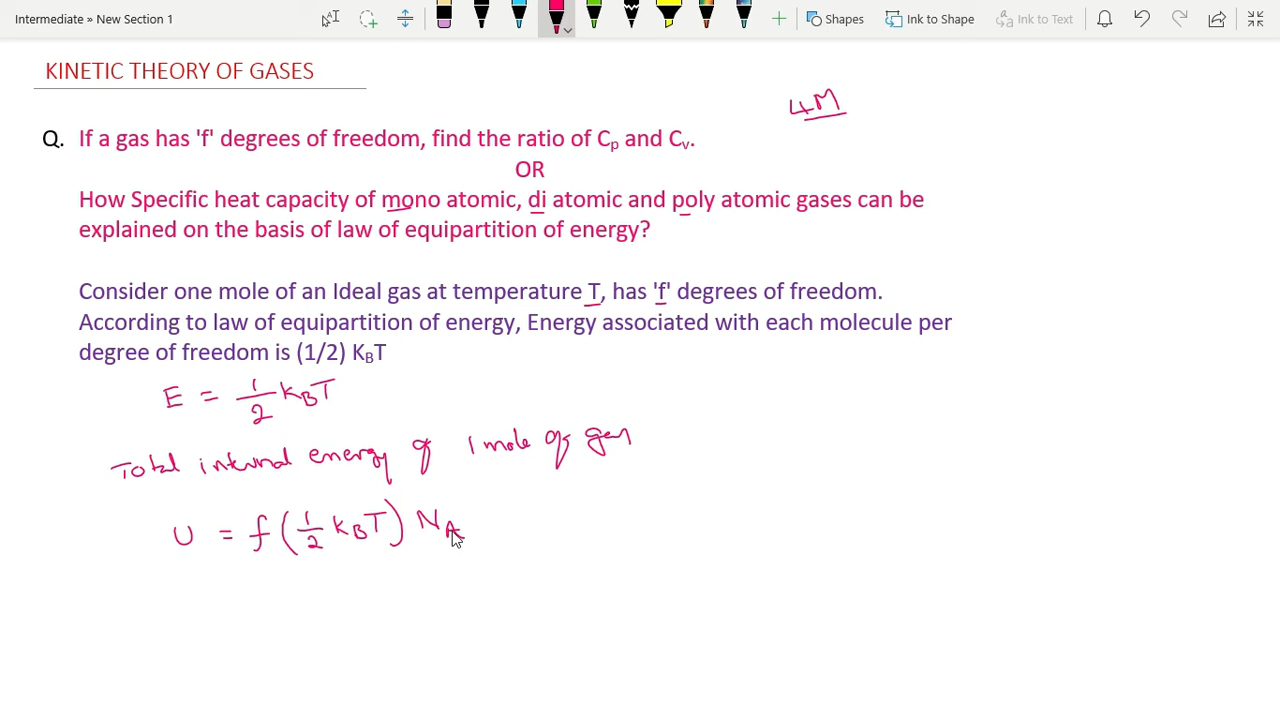 Intermediate » New Section 1
Shapes
Ink to Shape
Ink to Text
KINETIC THEORY OF GASES
4M
Q. If a gas has 'f' degrees of freedom, find the ratio of Cp and Cv.
OR
How Specific heat capacity of mono atomic, di atomic and poly atomic gases can be
explained on the basis of law of equipartition of energy?
Consider one mole of an Ideal gas at temperature T, has 'f' degrees of freedom.
According to law of equipartition of energy, Energy associated with each molecule per
degree of freedom is (1/2) KBT
E = 1/2 KBT
Total internal energy of 1 mole of gas
U = f(1/2 KBT) NA